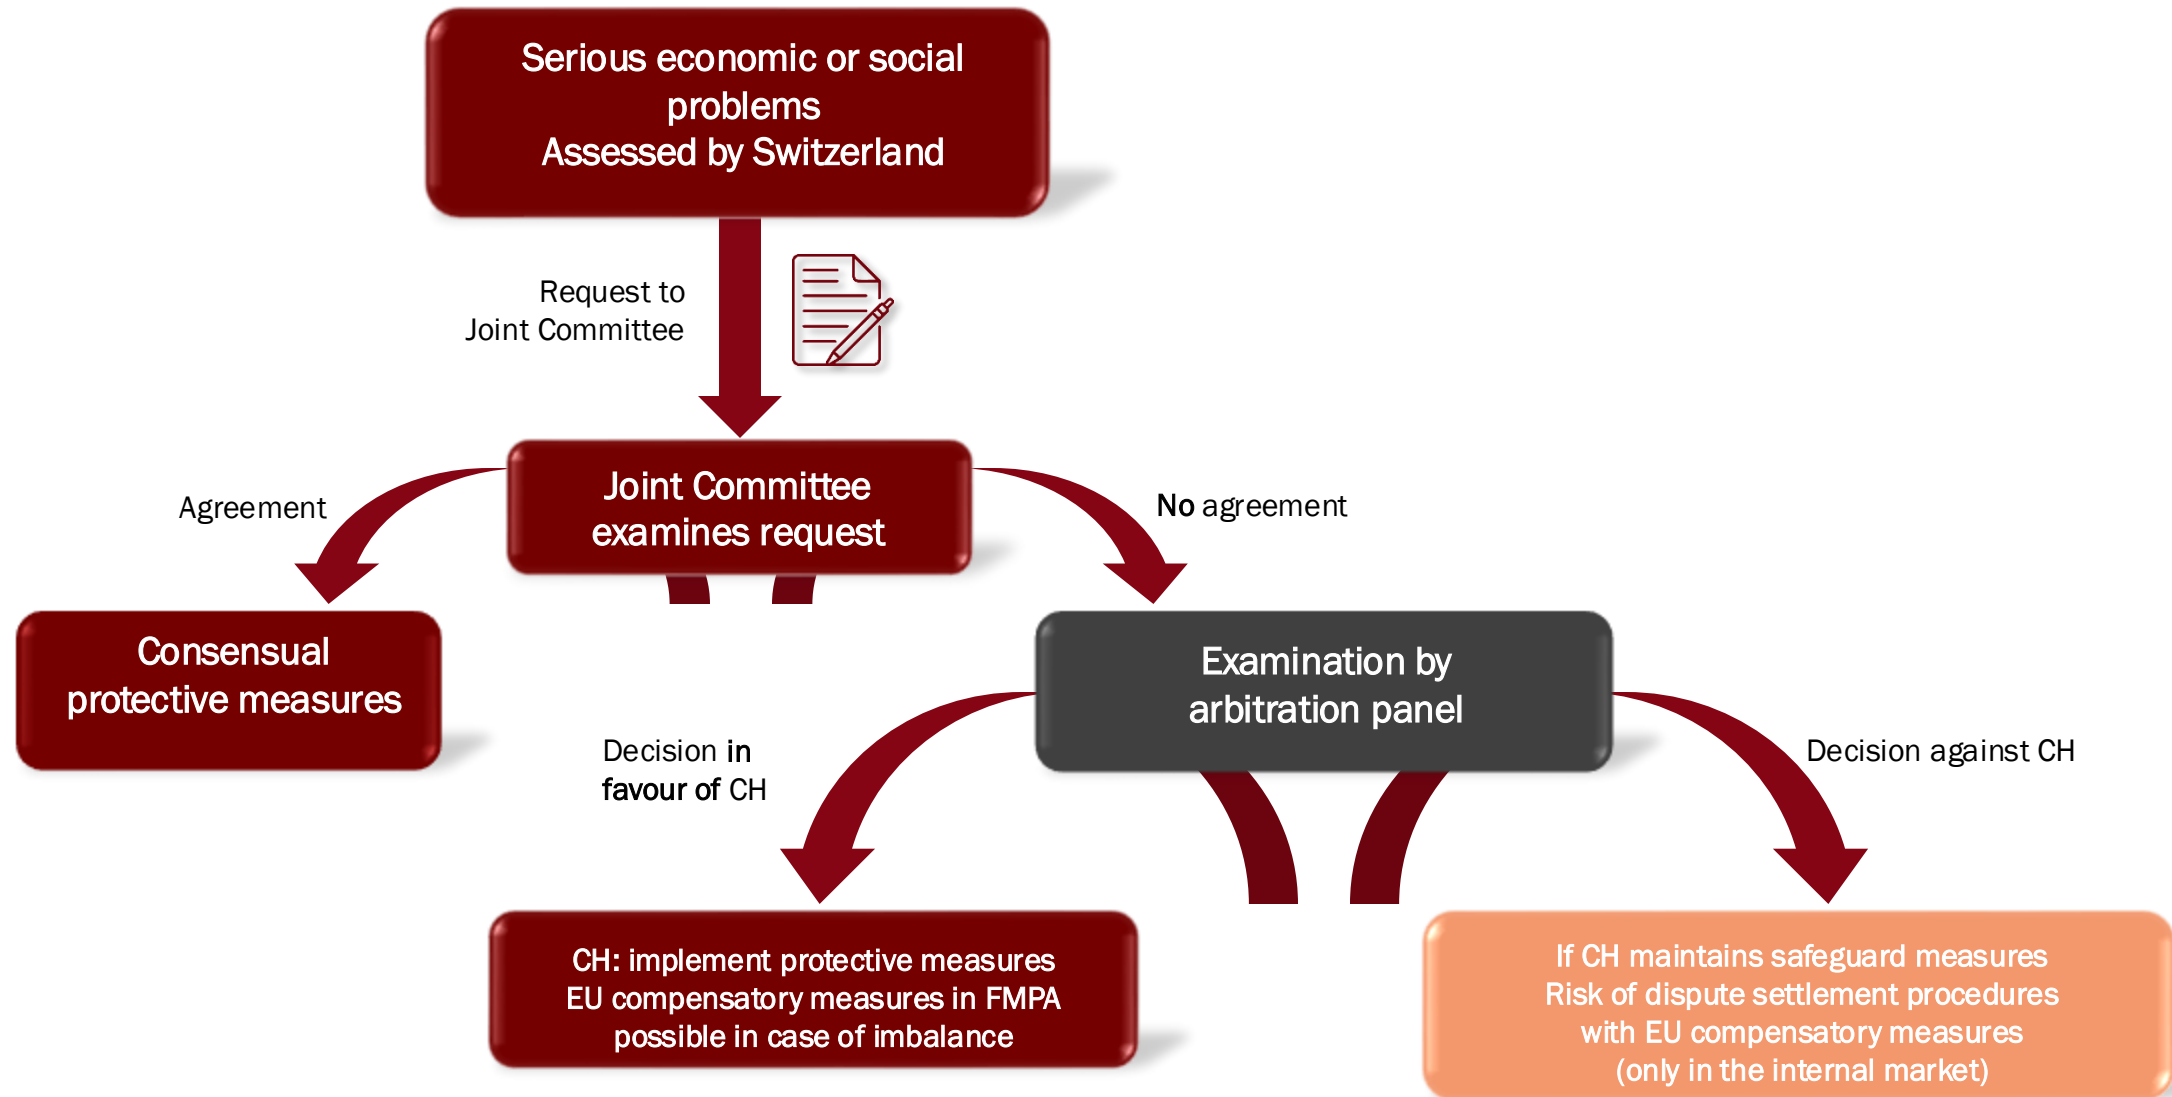 Serious economic or social
problems
Assessed by Switzerland
Request to
Joint Committee
Joint Committee
examines request
Agreement
No agreement
Consensual
protective measures
Examination by
arbitration panel
Decision in
favour of CH
Decision against CH
CH: implement protective measures
EU compensatory measures in FMPA
possible in case of imbalance
If CH maintains safeguard measures
Risk of dispute settlement procedures
with EU compensatory measures
(only in the internal market)